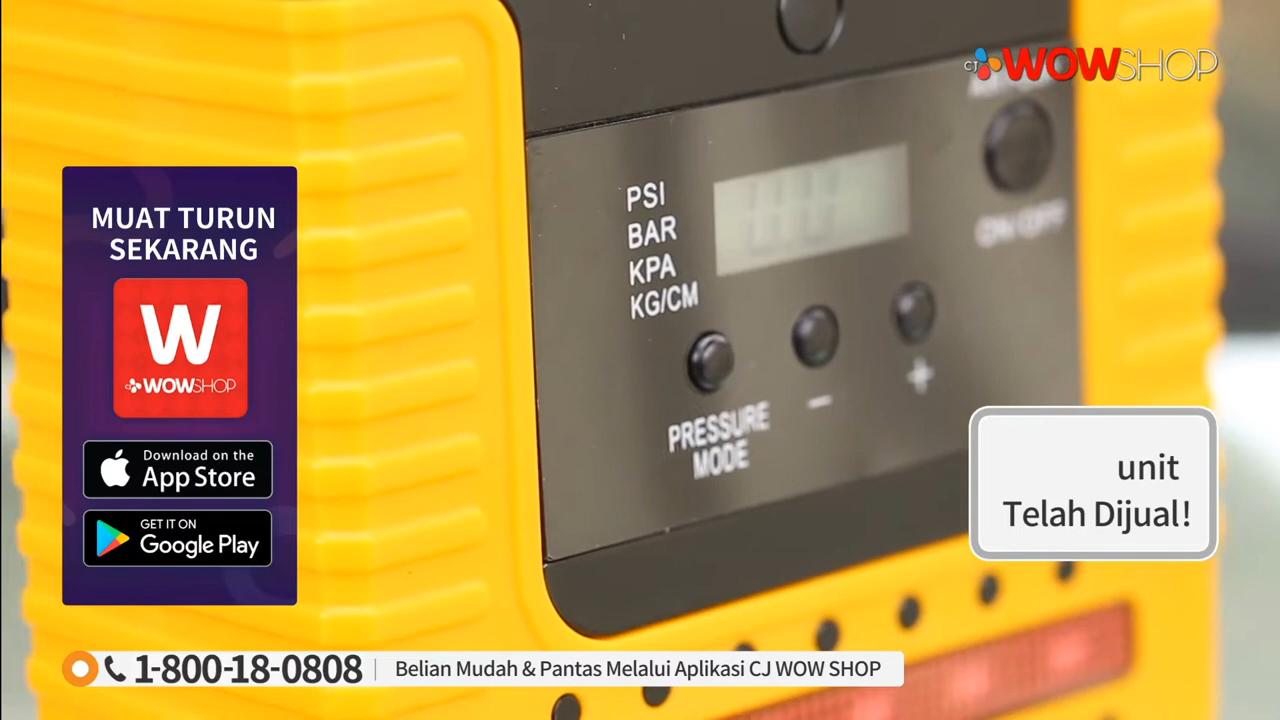 CJ WOWSHOP
MUAT TURUN
SEKARANG
W
CJ WOWSHOP
Download on the
App Store
GET IT ON
Google Play
PSI
BAR
KPA
KG/CM
ON/OFF
PRESSURE
MODE
−
+
unit
Telah Dijual!
1-800-18-0808
Belian Mudah & Pantas Melalui Aplikasi CJ WOW SHOP